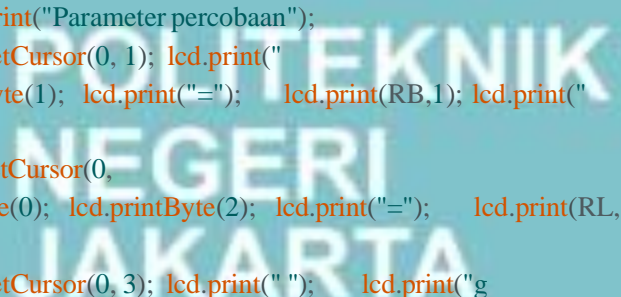 rint("Parameter percobaan");
etCursor(0, 1); lcd.print("
POLITEKNIK
yte(1); lcd.print("="); lcd.print(RB,1); lcd.print("
NEGERI
etCursor(0,
e(0); lcd.printByte(2); lcd.print("="); lcd.print(RL,
JAKARTA
etCursor(0, 3); lcd.print(" "); lcd.print("g